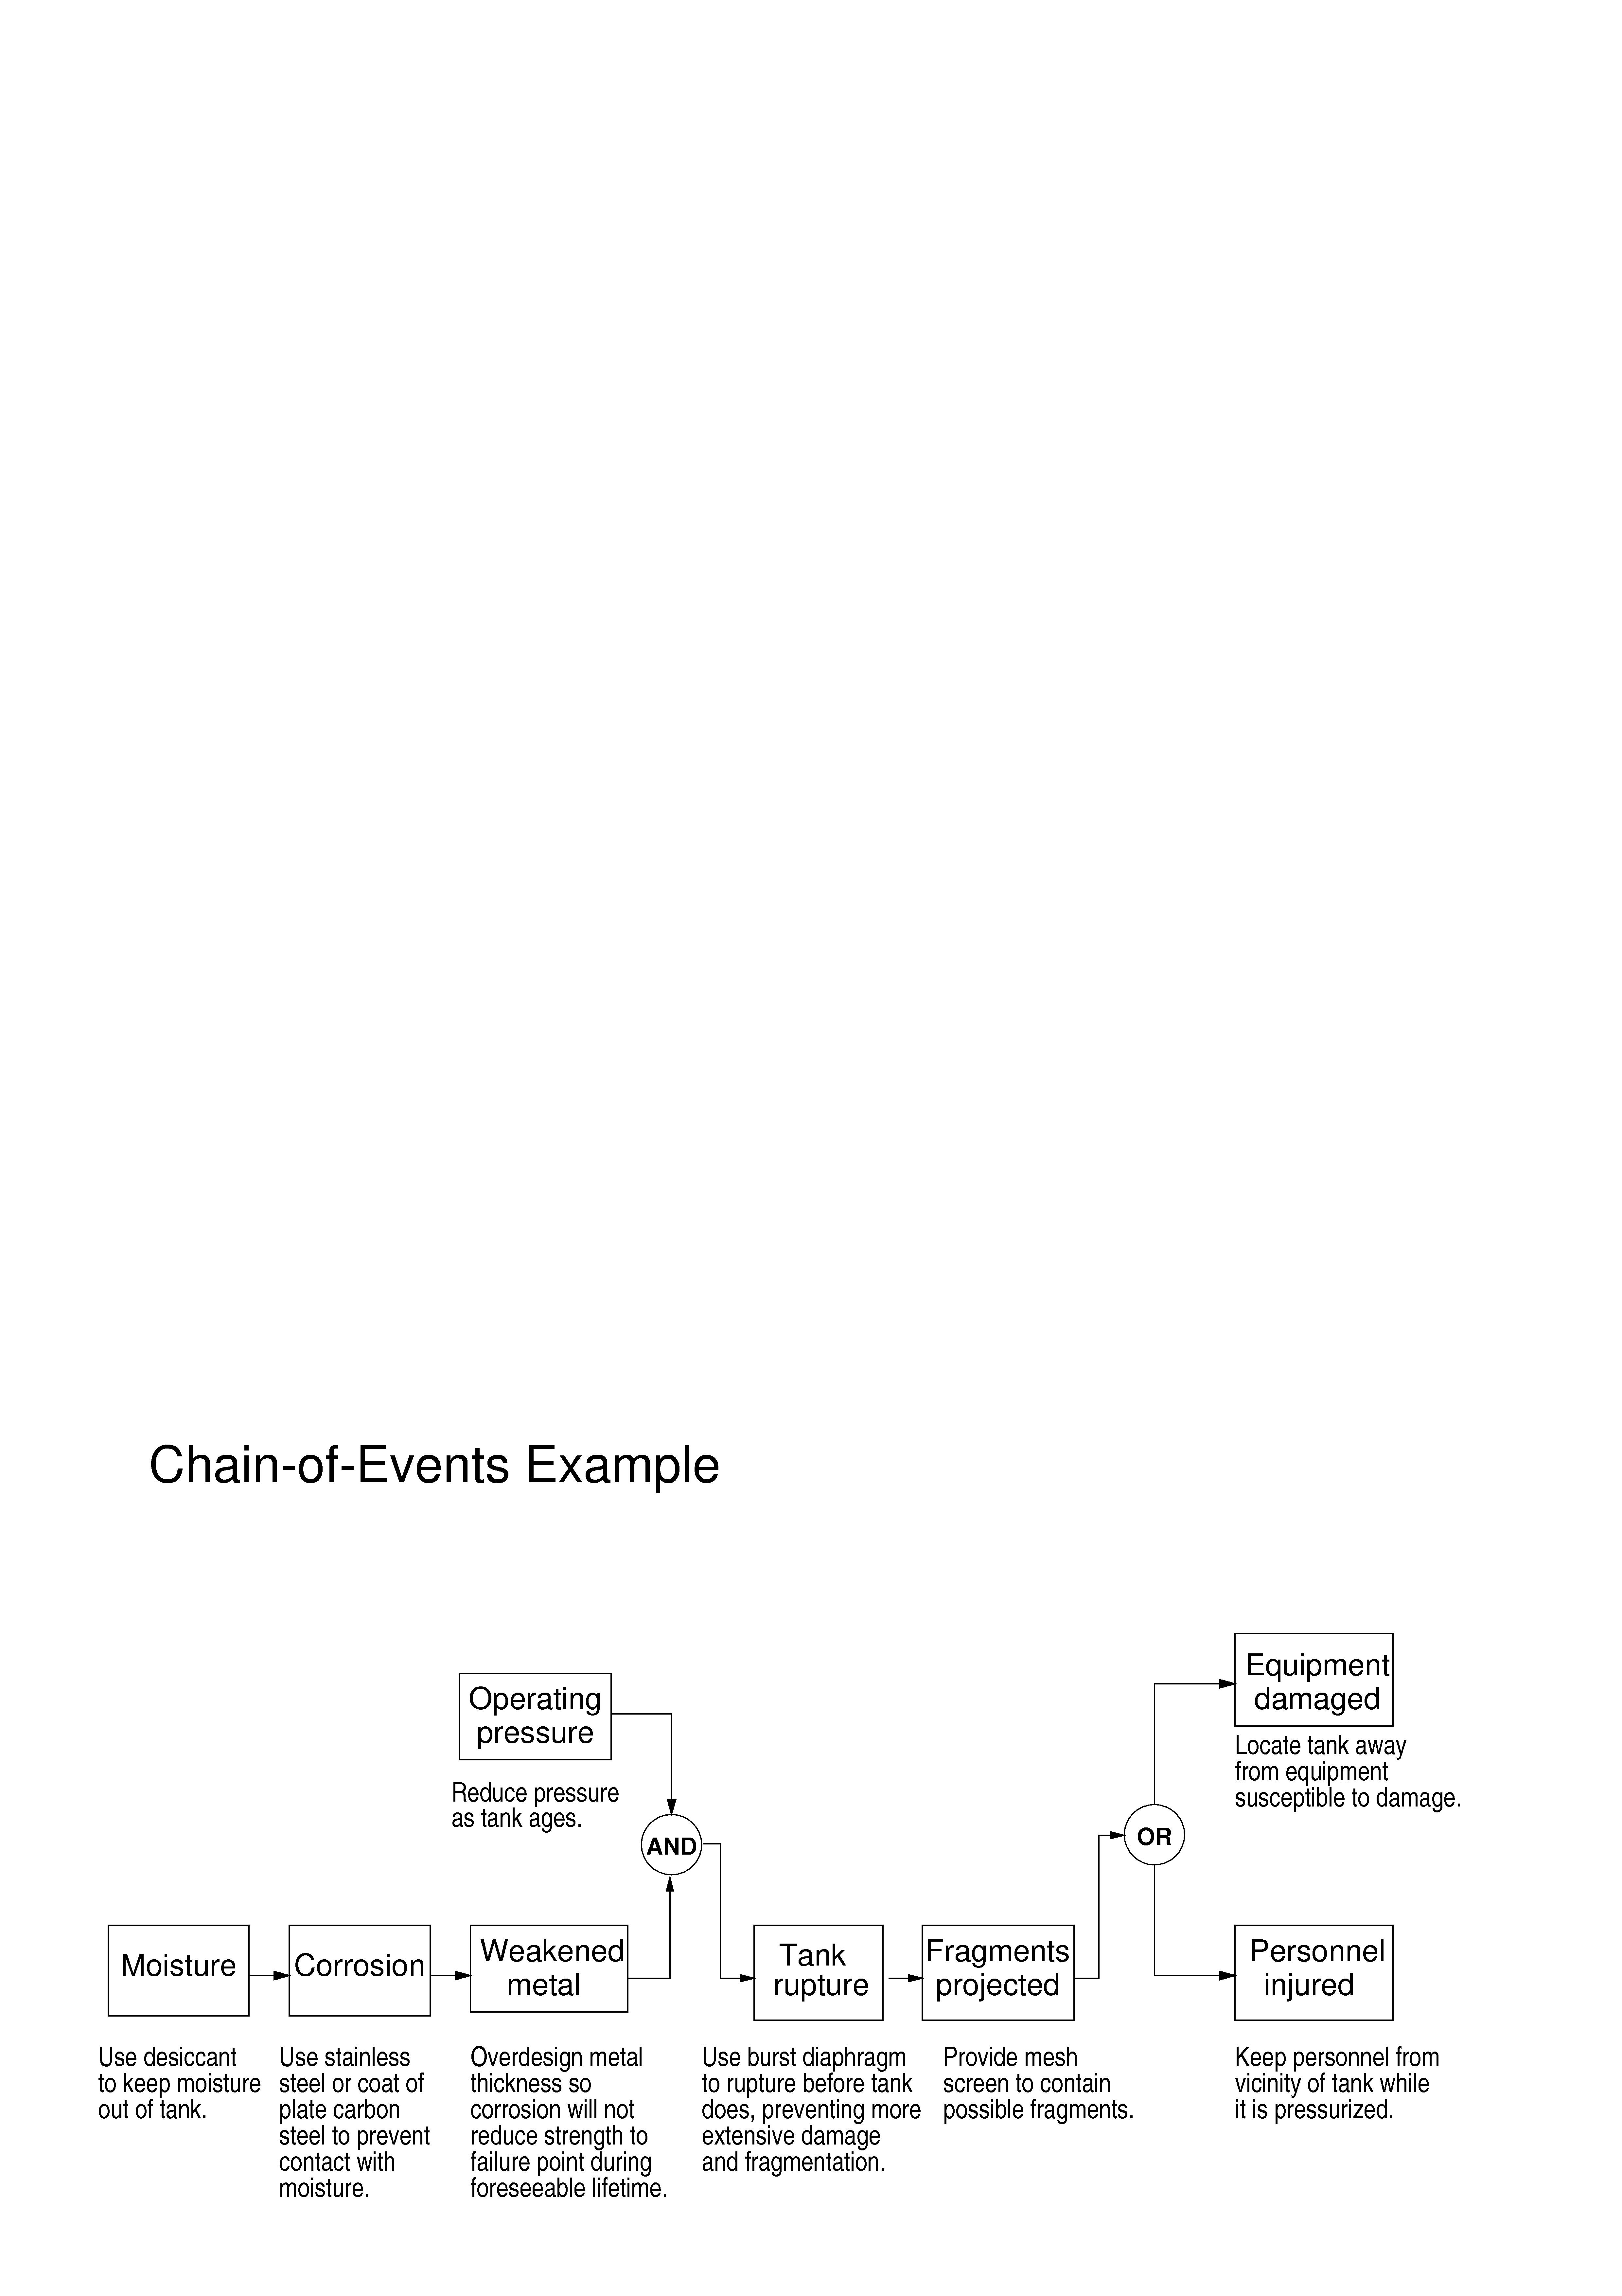 Chain-of-Events Example
Equipment
damaged
Locate tank away
from equipment
susceptible to damage.
Operating
pressure
Reduce pressure
as tank ages.
AND
OR
Moisture
Corrosion
Weakened
metal
Tank
rupture
Fragments
projected
Personnel
injured
Use desiccant
to keep moisture
out of tank.
Use stainless
steel or coat of
plate carbon
steel to prevent
contact with
moisture.
Overdesign metal
thickness so
corrosion will not
reduce strength to
failure point during
foreseeable lifetime.
Use burst diaphragm
to rupture before tank
does, preventing more
extensive damage
and fragmentation.
Provide mesh
screen to contain
possible fragments.
Keep personnel from
vicinity of tank while
it is pressurized.